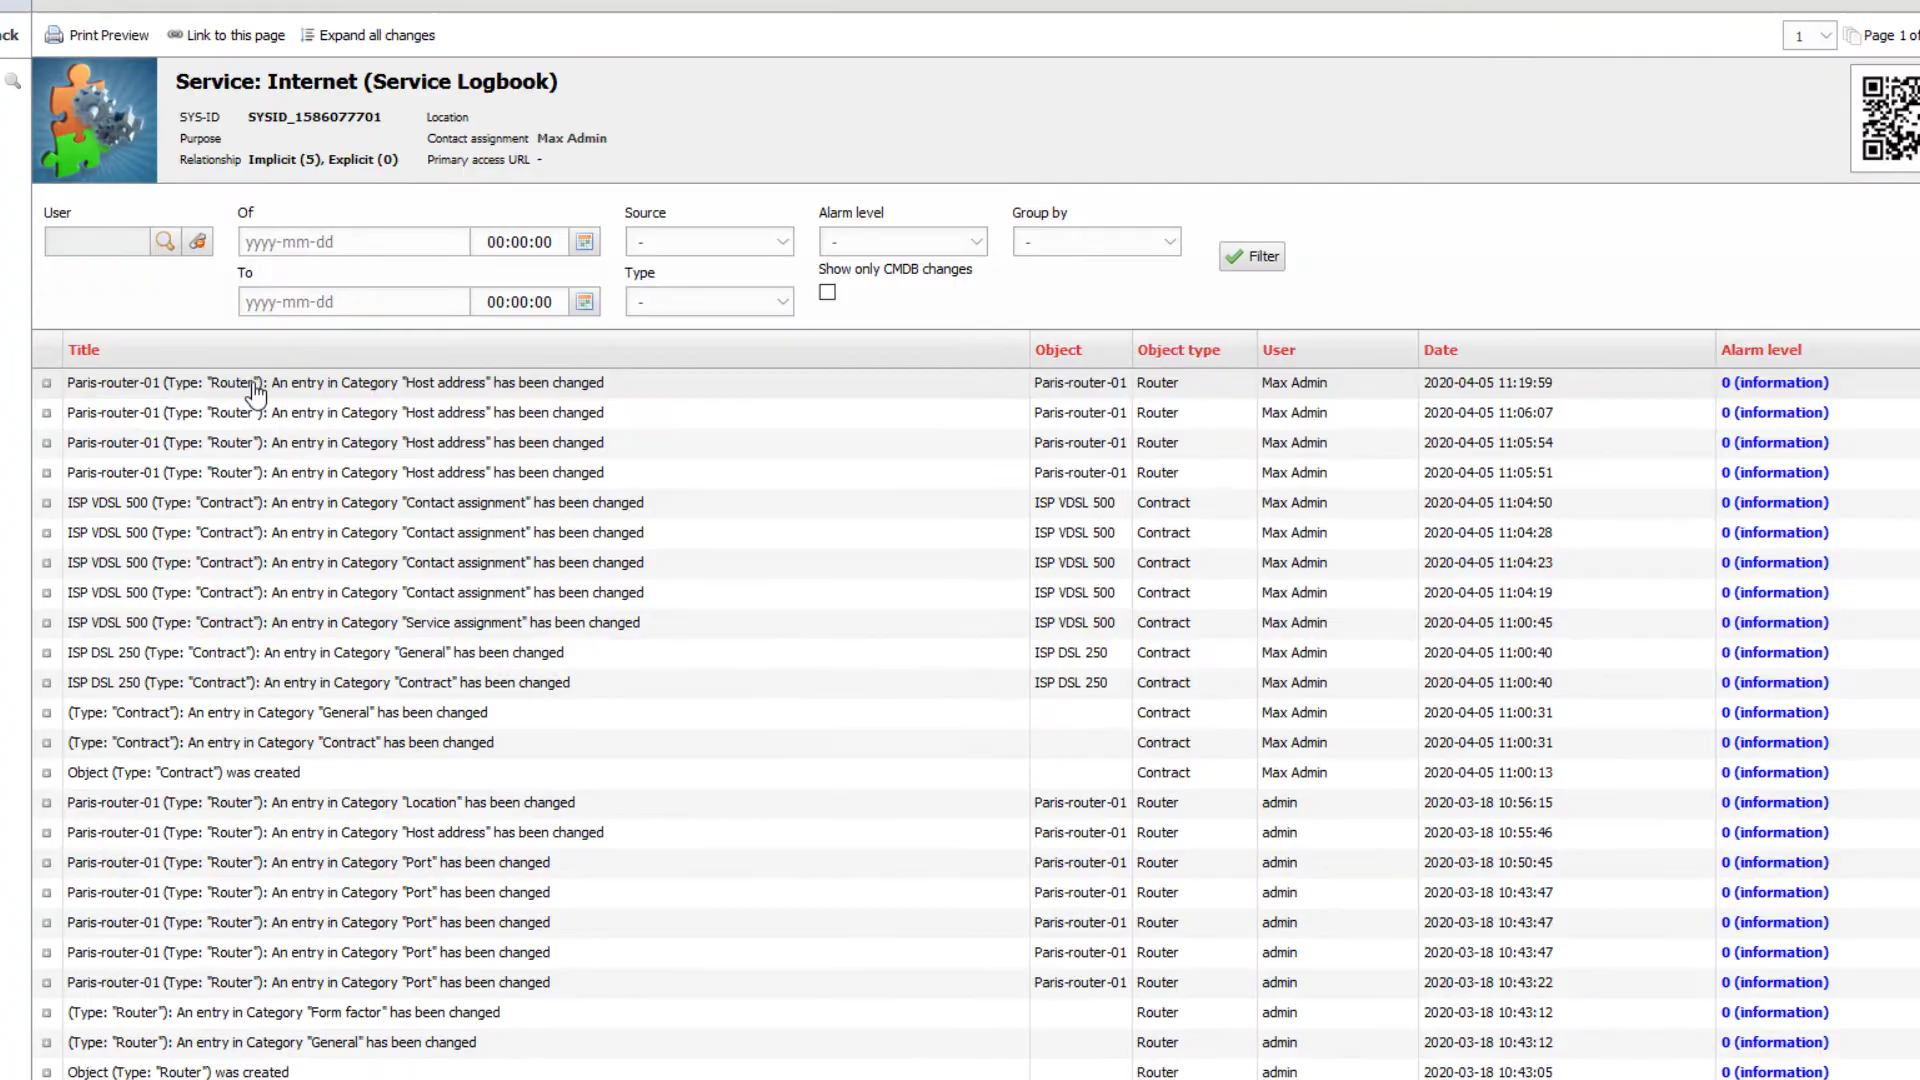 ck Print Preview Link to this page Expand all changes 1 Page 1 of
Service: Internet (Service Logbook)
SYS-ID SYSID_1586077701 Location
Purpose Contact assignment Max Admin
Relationship Implicit (5), Explicit (0) Primary access URL -
User Of Source Alarm level Group by
yyyy-mm-dd 00:00:00 - - - Filter
To Type Show only CMDB changes
yyyy-mm-dd 00:00:00 -
Title Object Object type User Date Alarm level
Paris-router-01 (Type: "Router"): An entry in Category "Host address" has been changed Paris-router-01 Router Max Admin 2020-04-05 11:19:59 0 (information)
Paris-router-01 (Type: "Router"): An entry in Category "Host address" has been changed Paris-router-01 Router Max Admin 2020-04-05 11:06:07 0 (information)
Paris-router-01 (Type: "Router"): An entry in Category "Host address" has been changed Paris-router-01 Router Max Admin 2020-04-05 11:05:54 0 (information)
Paris-router-01 (Type: "Router"): An entry in Category "Host address" has been changed Paris-router-01 Router Max Admin 2020-04-05 11:05:51 0 (information)
ISP VDSL 500 (Type: "Contract"): An entry in Category "Contact assignment" has been changed ISP VDSL 500 Contract Max Admin 2020-04-05 11:04:50 0 (information)
ISP VDSL 500 (Type: "Contract"): An entry in Category "Contact assignment" has been changed ISP VDSL 500 Contract Max Admin 2020-04-05 11:04:28 0 (information)
ISP VDSL 500 (Type: "Contract"): An entry in Category "Contact assignment" has been changed ISP VDSL 500 Contract Max Admin 2020-04-05 11:04:23 0 (information)
ISP VDSL 500 (Type: "Contract"): An entry in Category "Contact assignment" has been changed ISP VDSL 500 Contract Max Admin 2020-04-05 11:04:19 0 (information)
ISP VDSL 500 (Type: "Contract"): An entry in Category "Service assignment" has been changed ISP VDSL 500 Contract Max Admin 2020-04-05 11:00:45 0 (information)
ISP DSL 250 (Type: "Contract"): An entry in Category "General" has been changed ISP DSL 250 Contract Max Admin 2020-04-05 11:00:40 0 (information)
ISP DSL 250 (Type: "Contract"): An entry in Category "Contract" has been changed ISP DSL 250 Contract Max Admin 2020-04-05 11:00:40 0 (information)
(Type: "Contract"): An entry in Category "General" has been changed Contract Max Admin 2020-04-05 11:00:31 0 (information)
(Type: "Contract"): An entry in Category "Contract" has been changed Contract Max Admin 2020-04-05 11:00:31 0 (information)
Object (Type: "Contract") was created Contract Max Admin 2020-04-05 11:00:13 0 (information)
Paris-router-01 (Type: "Router"): An entry in Category "Location" has been changed Paris-router-01 Router admin 2020-03-18 10:56:15 0 (information)
Paris-router-01 (Type: "Router"): An entry in Category "Host address" has been changed Paris-router-01 Router admin 2020-03-18 10:55:46 0 (information)
Paris-router-01 (Type: "Router"): An entry in Category "Port" has been changed Paris-router-01 Router admin 2020-03-18 10:50:45 0 (information)
Paris-router-01 (Type: "Router"): An entry in Category "Port" has been changed Paris-router-01 Router admin 2020-03-18 10:43:47 0 (information)
Paris-router-01 (Type: "Router"): An entry in Category "Port" has been changed Paris-router-01 Router admin 2020-03-18 10:43:47 0 (information)
Paris-router-01 (Type: "Router"): An entry in Category "Port" has been changed Paris-router-01 Router admin 2020-03-18 10:43:47 0 (information)
Paris-router-01 (Type: "Router"): An entry in Category "Port" has been changed Paris-router-01 Router admin 2020-03-18 10:43:22 0 (information)
(Type: "Router"): An entry in Category "Form factor" has been changed Router admin 2020-03-18 10:43:12 0 (information)
(Type: "Router"): An entry in Category "General" has been changed Router admin 2020-03-18 10:43:12 0 (information)
Object (Type: "Router") was created Router admin 2020-03-18 10:43:05 0 (information)